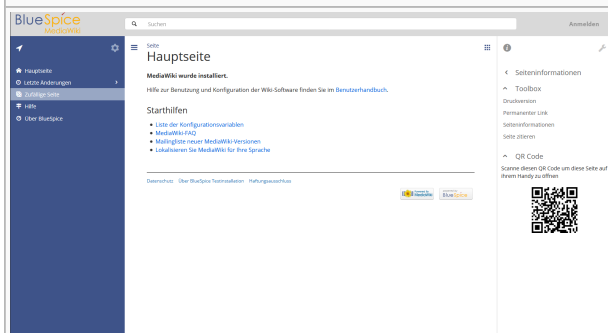 BlueSpice
MediaWiki
Suchen
Anmelden
Hauptseite
Letzte Änderungen
Zufällige Seite
Hilfe
Über BlueSpice
Seite
Hauptseite
MediaWiki wurde installiert.
Hilfe zur Benutzung und Konfiguration der Wiki-Software finden Sie im Benutzerhandbuch.
Starthilfen
Liste der Konfigurationsvariablen
MediaWiki-FAQ
Mailingliste neuer MediaWiki-Versionen
Lokalisieren Sie MediaWiki für Ihre Sprache
Datenschutz Über BlueSpice Testinstallation Haftungsausschluss
MediaWiki
BlueSpice
Seiteninformationen
Toolbox
Druckversion
Permanenter Link
Seiteninformationen
Seite zitieren
QR Code
Scanne diesen QR Code um diese Seite auf
ihrem Handy zu öffnen